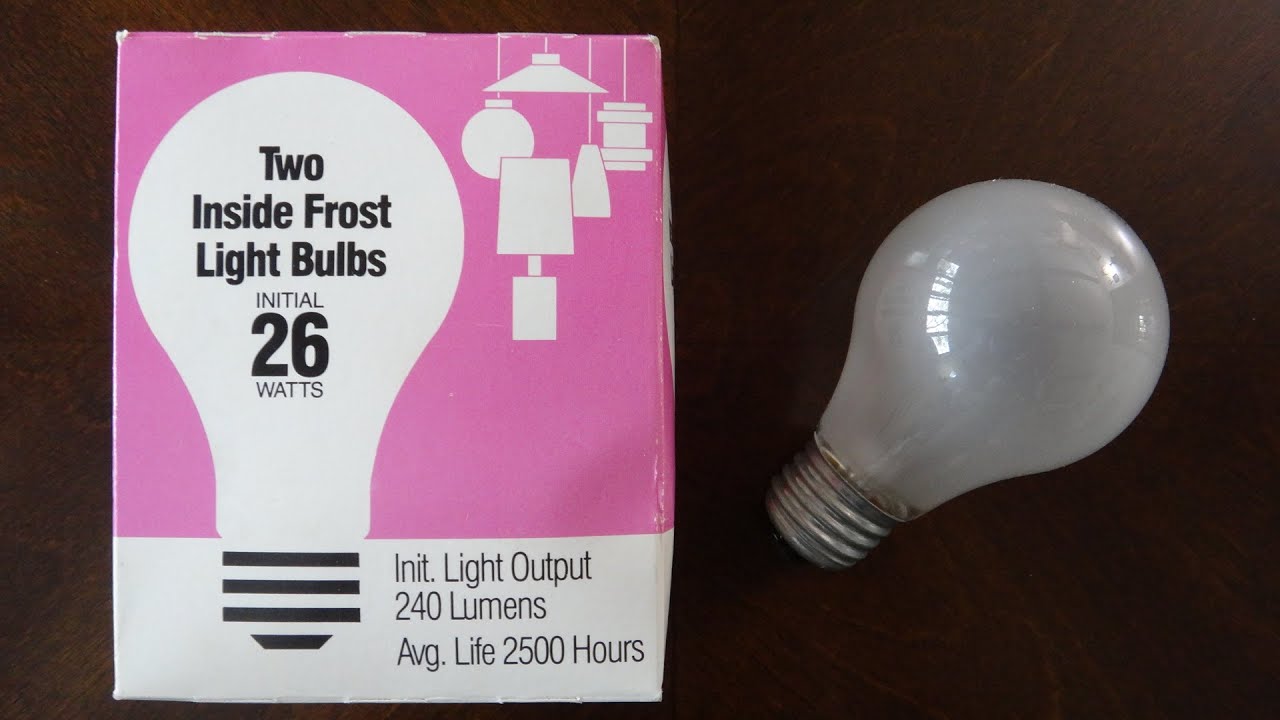 Two
Inside Frost
Light Bulbs
INITIAL
26
WATTS
Init. Light Output
240 Lumens
Avg. Life 2500 Hours